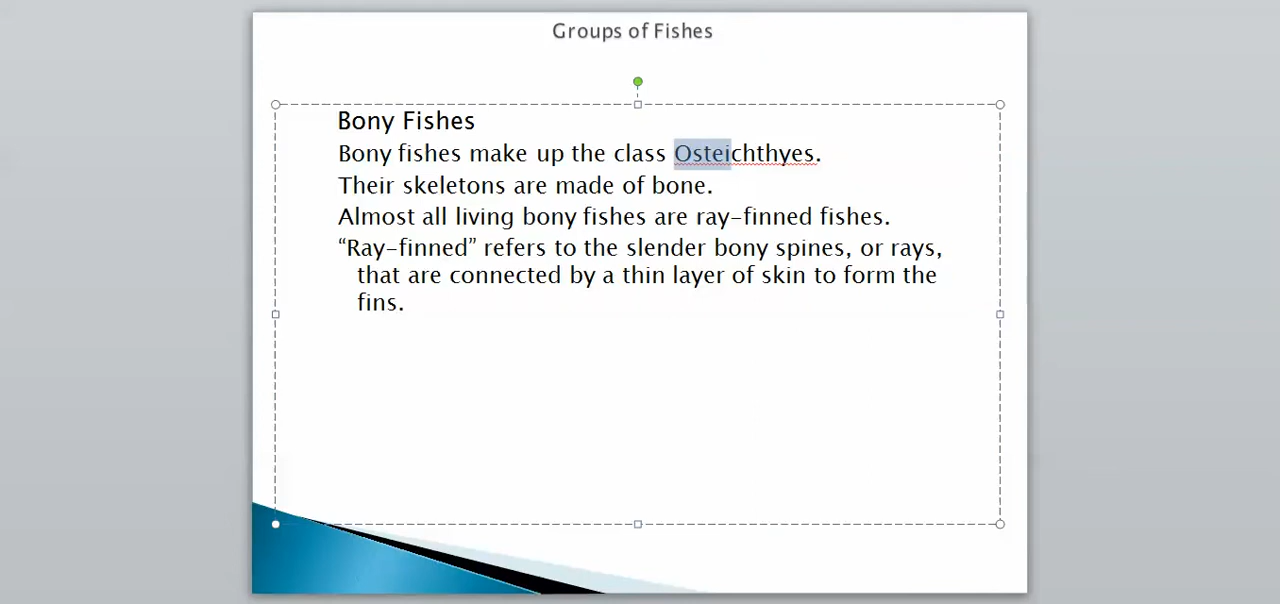 Groups of Fishes
Bony Fishes
Bony fishes make up the class Osteichthyes.
Their skeletons are made of bone.
Almost all living bony fishes are ray-finned fishes.
“Ray-finned” refers to the slender bony spines, or rays,
that are connected by a thin layer of skin to form the
fins.